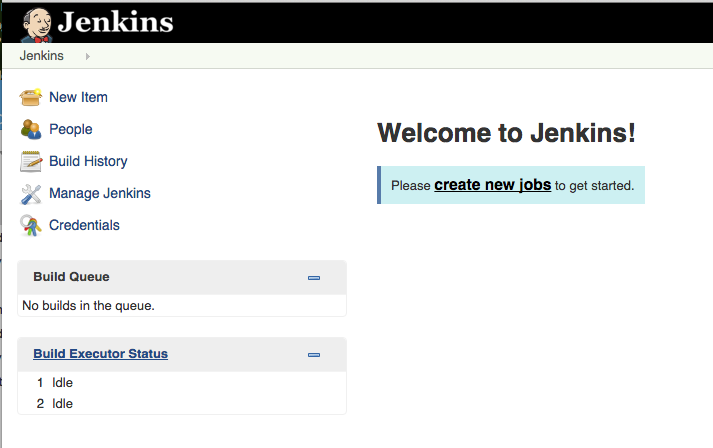 Jenkins
Jenkins
New Item
People
Build History
Manage Jenkins
Credentials
Build Queue
No builds in the queue.
Build Executor Status
1 Idle
2 Idle
Welcome to Jenkins!
Please create new jobs to get started.